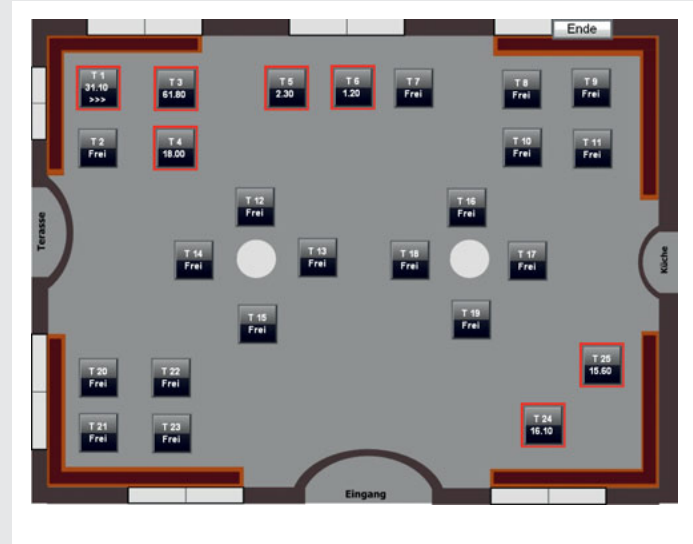 Ende
T 1
31.10
>>>
T 3
61.80
T 5
2.30
T 6
1.20
T 7
Frei
T 8
Frei
T 9
Frei
T 2
Frei
T 4
18.00
T 10
Frei
T 11
Frei
T 12
Frei
T 16
Frei
Terasse
T 14
Frei
T 13
Frei
T 18
Frei
T 17
Frei
Küche
T 15
Frei
T 19
Frei
T 20
Frei
T 22
Frei
T 25
15.60
T 21
Frei
T 23
Frei
T 24
16.10
Eingang